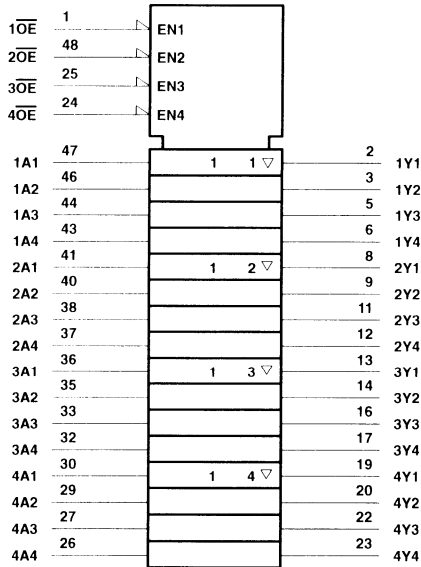 1O̅E̅ 1 EN1
2O̅E̅ 48 EN2
3O̅E̅ 25 EN3
4O̅E̅ 24 EN4
1A1 47 1 1 ▽ 2 1Y1
1A2 46 3 1Y2
1A3 44 5 1Y3
1A4 43 6 1Y4
2A1 41 1 2 ▽ 8 2Y1
2A2 40 9 2Y2
2A3 38 11 2Y3
2A4 37 12 2Y4
3A1 36 1 3 ▽ 13 3Y1
3A2 35 14 3Y2
3A3 33 16 3Y3
3A4 32 17 3Y4
4A1 30 1 4 ▽ 19 4Y1
4A2 29 20 4Y2
4A3 27 22 4Y3
4A4 26 23 4Y4